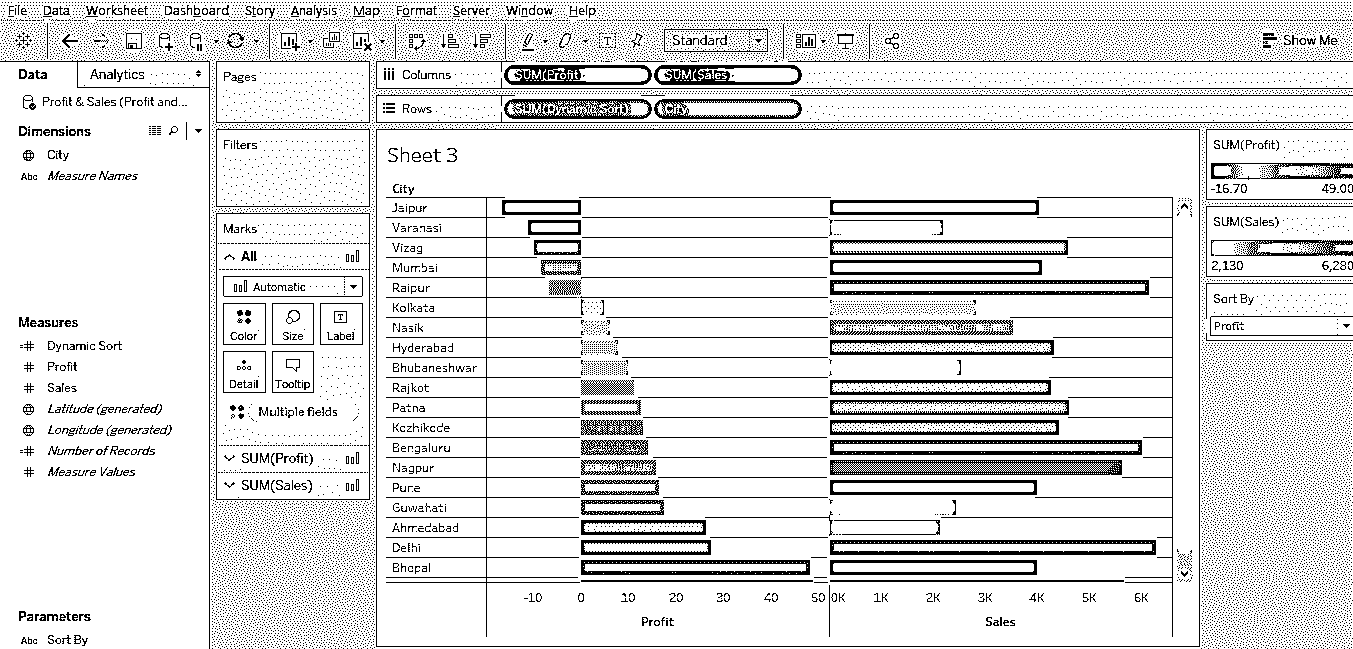 File Data Worksheet Dashboard Story Analysis Map Format Server Window Help
Standard Show Me
Data Analytics
Profit & Sales (Profit and...
Dimensions
City
Abc Measure Names
Measures
Dynamic Sort
Profit
Sales
Latitude (generated)
Longitude (generated)
Number of Records
Measure Values
Parameters
Abc Sort By
Pages
Filters
Marks
All
Automatic
Color Size Label
Detail Tooltip
Multiple fields
SUM(Profit)
SUM(Sales)
Columns SUM(Profit) SUM(Sales)
Rows SUM(Dynamic Sort) City
Sheet 3
City
Jaipur
Varanasi
Vizag
Mumbai
Raipur
Kolkata
Nasik
Hyderabad
Bhubaneshwar
Rajkot
Patna
Kozhikode
Bengaluru
Nagpur
Pune
Guwahati
Ahmedabad
Delhi
Bhopal
-10 0 10 20 30 40 50 0K 1K 2K 3K 4K 5K 6K
Profit Sales
SUM(Profit)
-16.70 49.00
SUM(Sales)
2,130 6,280
Sort By
Profit